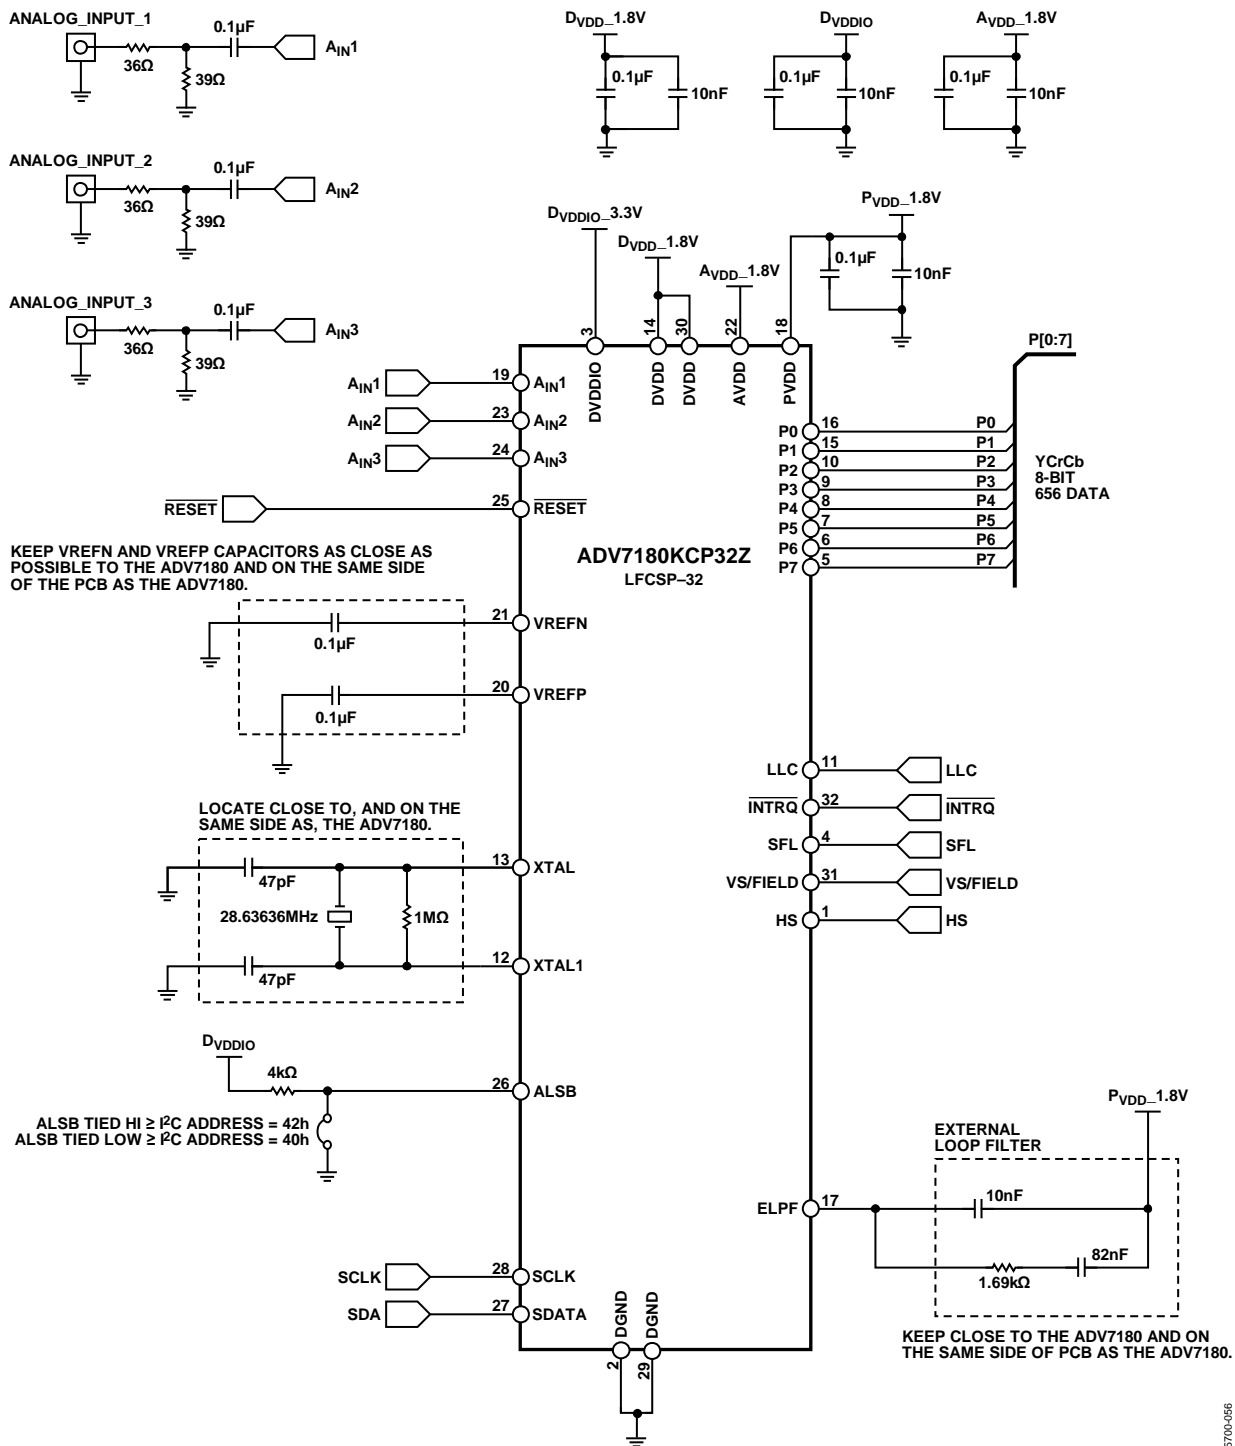 ANALOG_INPUT_1
0.1µF
AIN1
36Ω
39Ω
ANALOG_INPUT_2
0.1µF
AIN2
36Ω
39Ω
ANALOG_INPUT_3
0.1µF
AIN3
36Ω
39Ω
DVDD_1.8V
0.1µF
10nF
DVDDIO
0.1µF
10nF
AVDD_1.8V
0.1µF
10nF
DVDDIO_3.3V
DVDD_1.8V
AVDD_1.8V
PVDD_1.8V
0.1µF
10nF
3
14
30
22
18
DVDDIO
DVDD
DVDD
AVDD
PVDD
AIN1
19
AIN1
AIN2
23
AIN2
AIN3
24
AIN3
RESET
25
RESET
KEEP VREFN AND VREFP CAPACITORS AS CLOSE AS
POSSIBLE TO THE ADV7180 AND ON THE SAME SIDE
OF THE PCB AS THE ADV7180.
21
VREFN
0.1µF
20
VREFP
0.1µF
LOCATE CLOSE TO, AND ON THE
SAME SIDE AS, THE ADV7180.
13
XTAL
47pF
28.63636MHz
1MΩ
12
XTAL1
47pF
DVDDIO
4kΩ
26
ALSB
ALSB TIED HI ≥ I2C ADDRESS = 42h
ALSB TIED LOW ≥ I2C ADDRESS = 40h
SCLK
28
SCLK
SDA
27
SDATA
ADV7180KCP32Z
LFCSP–32
P[0:7]
P0
16
P0
P1
15
P1
P2
10
P2
P3
9
P3
P4
8
P4
P5
7
P5
P6
6
P6
P7
5
P7
YCrCb
8-BIT
656 DATA
LLC
11
LLC
INTRQ
32
INTRQ
SFL
4
SFL
VS/FIELD
31
VS/FIELD
HS
1
HS
PVDD_1.8V
EXTERNAL
LOOP FILTER
ELPF
17
10nF
82nF
1.69kΩ
KEEP CLOSE TO THE ADV7180 AND ON
THE SAME SIDE OF PCB AS THE ADV7180.
DGND
DGND
2
29